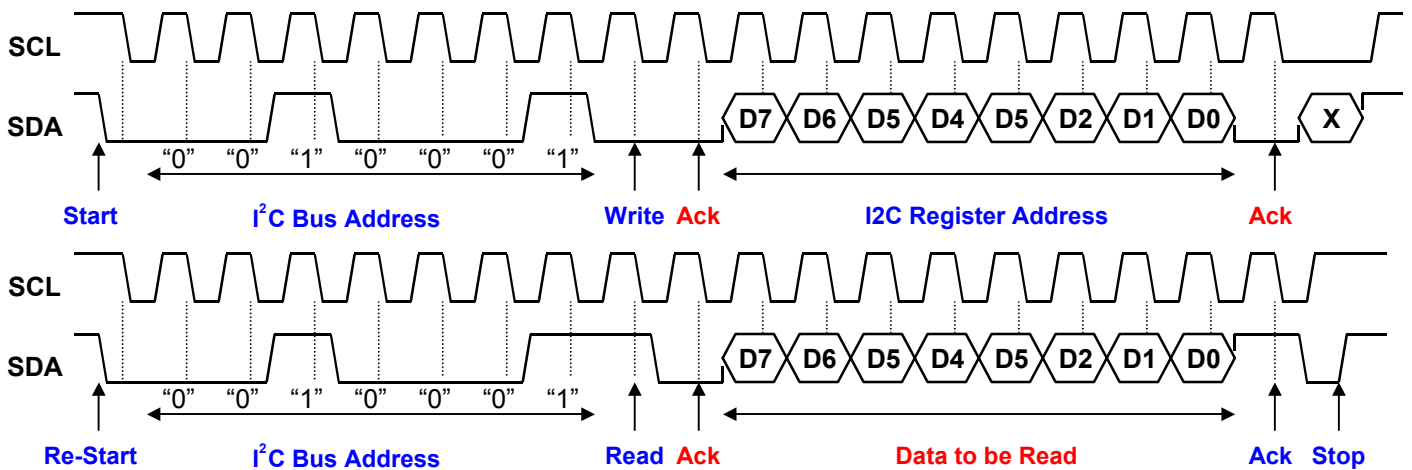 SCL
SDA
D7 D6 D5 D4 D5 D2 D1 D0 X
“0” “0” “1” “0” “0” “0” “1”
Start I²C Bus Address Write Ack I2C Register Address Ack
SCL
SDA
D7 D6 D5 D4 D5 D2 D1 D0
“0” “0” “1” “0” “0” “0” “1”
Re-Start I²C Bus Address Read Ack Data to be Read Ack Stop